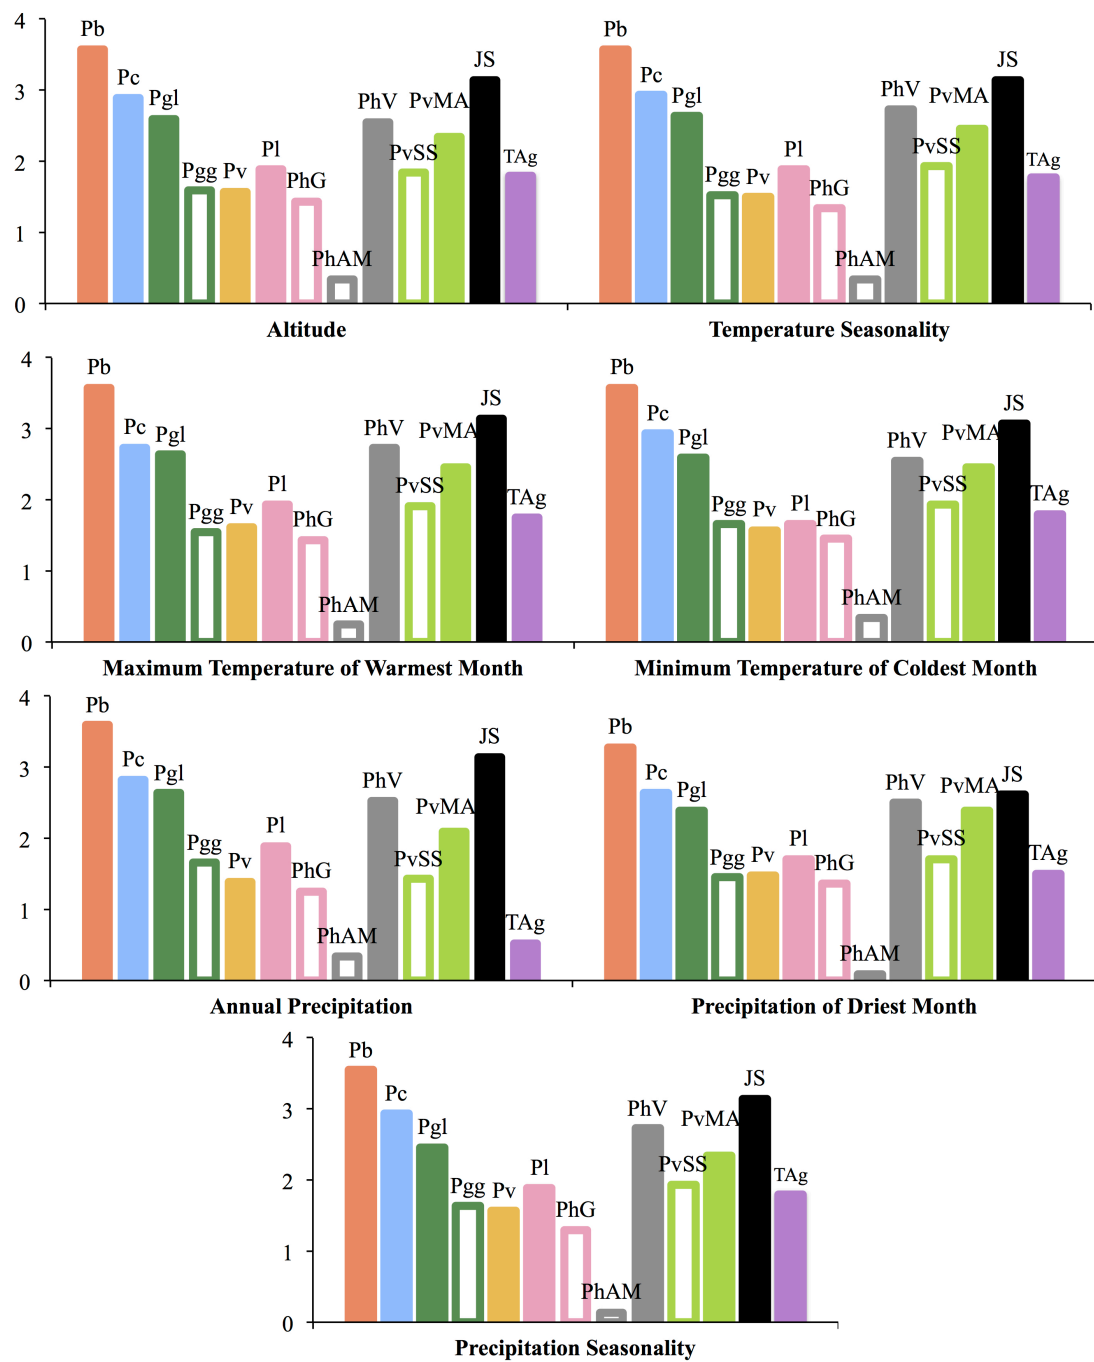 4
3
2
1
0
Pb
Pc
Pgl
Pgg
Pv
Pl
PhG
PhAM
PhV
PvSS
PvMA
JS
TAg
Altitude
Pb
Pc
Pgl
Pgg
Pv
Pl
PhG
PhAM
PhV
PvSS
PvMA
JS
TAg
Temperature Seasonality
4
3
2
1
0
Pb
Pc
Pgl
Pgg
Pv
Pl
PhG
PhAM
PhV
PvSS
PvMA
JS
TAg
Maximum Temperature of Warmest Month
Pb
Pc
Pgl
Pgg
Pv
Pl
PhG
PhAM
PhV
PvSS
PvMA
JS
TAg
Minimum Temperature of Coldest Month
4
3
2
1
0
Pb
Pc
Pgl
Pgg
Pv
Pl
PhG
PhAM
PhV
PvSS
PvMA
JS
TAg
Annual Precipitation
Pb
Pc
Pgl
Pgg
Pv
Pl
PhG
PhAM
PhV
PvSS
PvMA
JS
TAg
Precipitation of Driest Month
4
3
2
1
0
Pb
Pc
Pgl
Pgg
Pv
Pl
PhG
PhAM
PhV
PvSS
PvMA
JS
TAg
Precipitation Seasonality